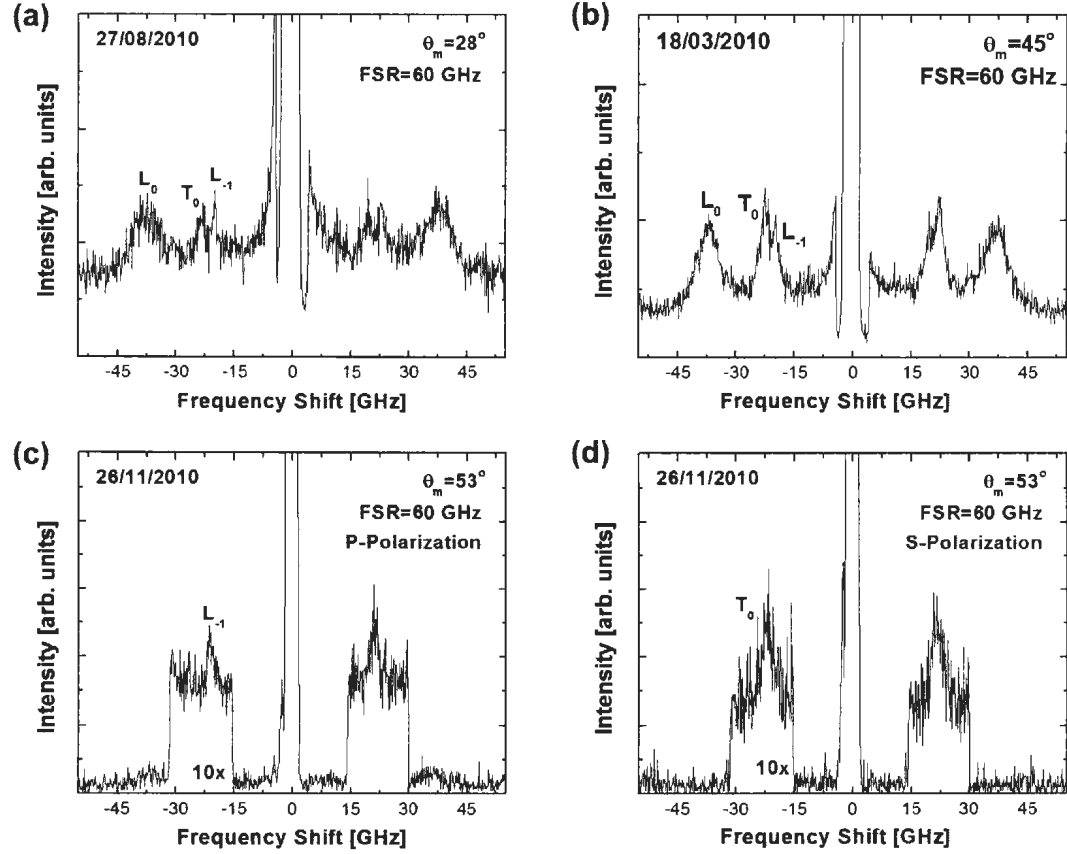 (a)
27/08/2010
θm=28°
FSR=60 GHz
L0
T0
L-1
Intensity [arb. units]
-45 -30 -15 0 15 30 45
Frequency Shift [GHz]
(b)
18/03/2010
θm=45°
FSR=60 GHz
L0
T0
L-1
Intensity [arb. units]
-45 -30 -15 0 15 30 45
Frequency Shift [GHz]
(c)
26/11/2010
θm=53°
FSR=60 GHz
P-Polarization
L-1
10x
Intensity [arb. units]
-45 -30 -15 0 15 30 45
Frequency Shift [GHz]
(d)
26/11/2010
θm=53°
FSR=60 GHz
S-Polarization
T0
10x
Intensity [arb. units]
-45 -30 -15 0 15 30 45
Frequency Shift [GHz]